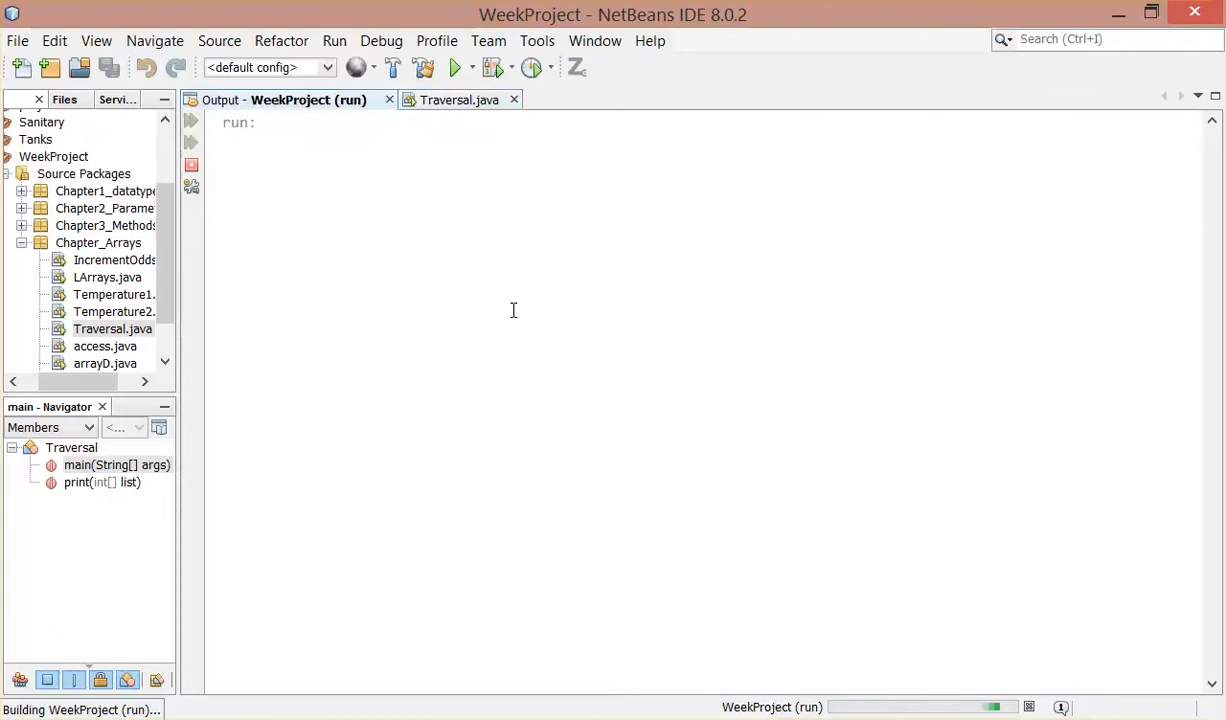 WeekProject - NetBeans IDE 8.0.2
File Edit View Navigate Source Refactor Run Debug Profile Team Tools Window Help
Search (Ctrl+I)
<default config>
Files Servi...
Output - WeekProject (run)
Traversal.java
run:
Sanitary
Tanks
WeekProject
Source Packages
Chapter1_datatype
Chapter2_Parame
Chapter3_Methods
Chapter_Arrays
IncrementOdds
LArrays.java
Temperature1.
Temperature2.
Traversal.java
access.java
arrayD.java
main - Navigator
Members <...
Traversal
main(String[] args)
print(int[] list)
Building WeekProject (run)...
WeekProject (run)
1